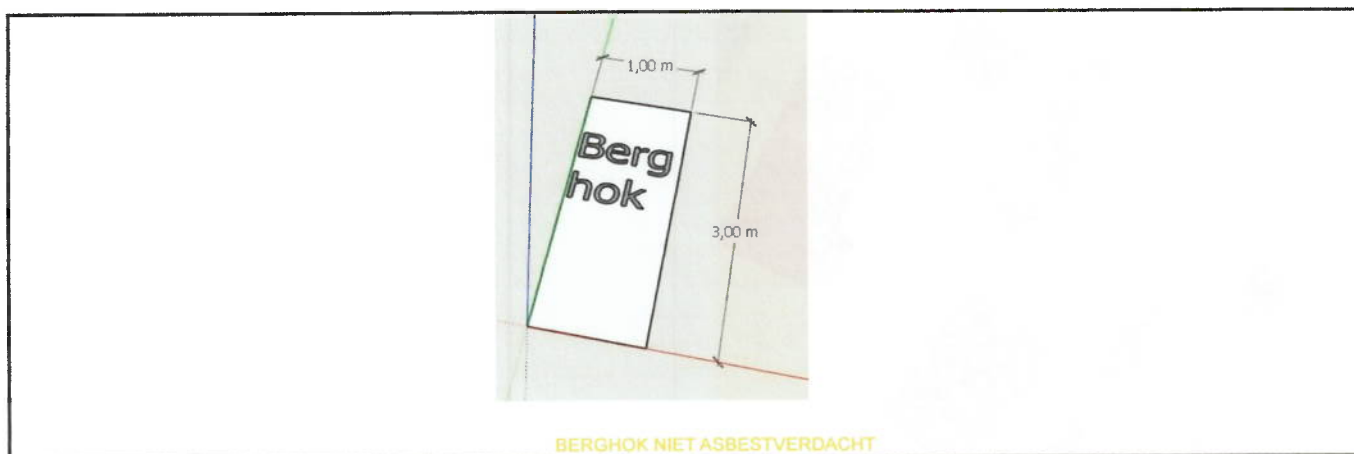 1,00 m
Berg
hok
3,00 m
BERGHOK NIET ASBESTVERDACHT